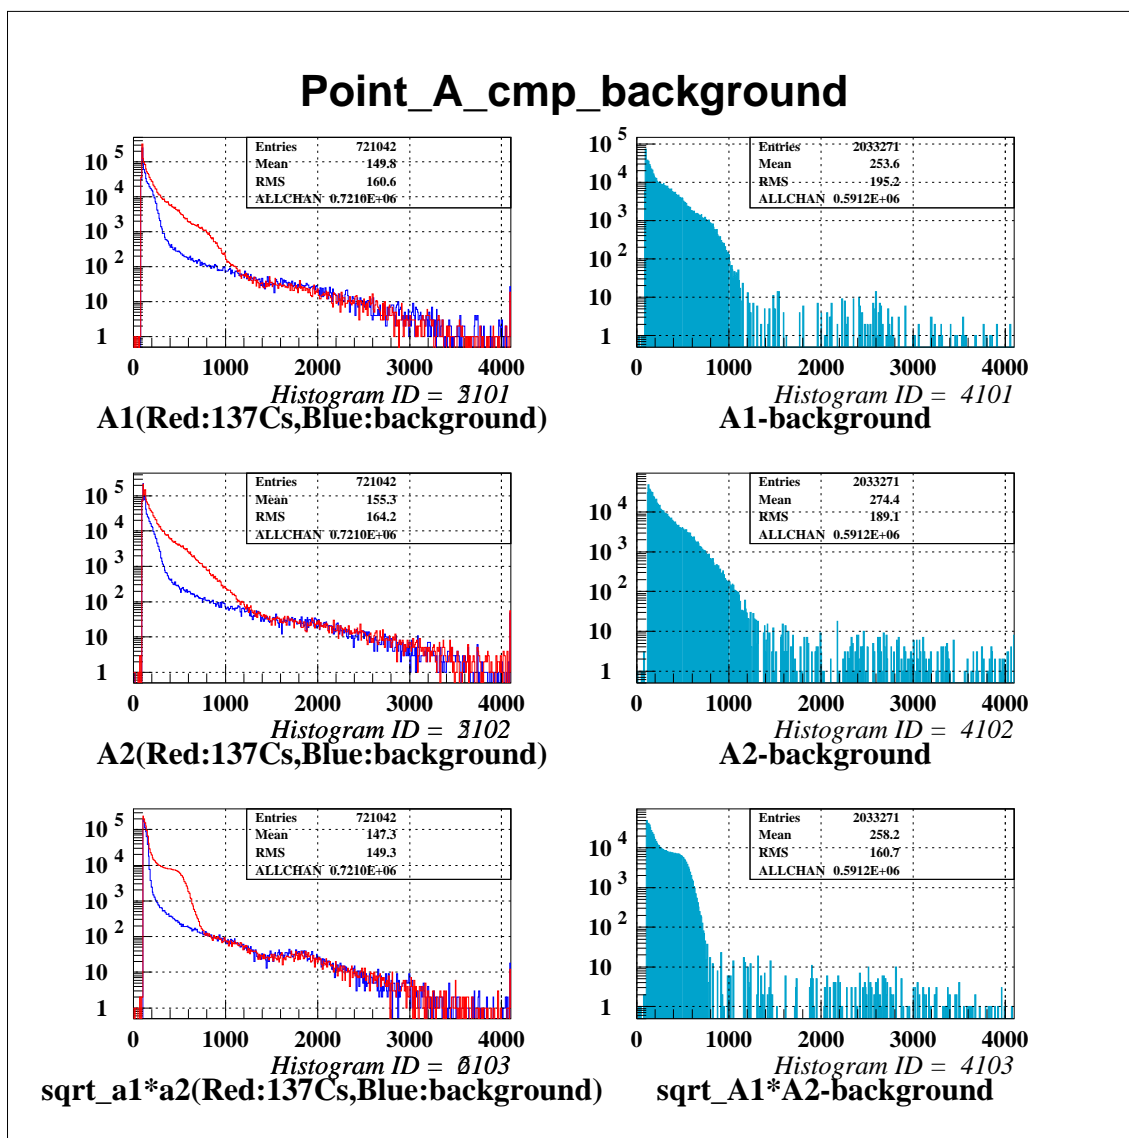 Point_A_cmp_background
Entries 721042
Mean 149.8
RMS 160.6
ALLCHAN 0.7210E+06
10 5
10 4
10 3
10 2
10
1
0 1000 2000 3000 4000
Histogram ID = 101
A1(Red:137Cs,Blue:background)
Entries 2033271
Mean 253.6
RMS 195.2
ALLCHAN 0.5912E+06
10 5
10 4
10 3
10 2
10
1
0 1000 2000 3000 4000
Histogram ID = 4101
A1-background
Entries 721042
Mean 155.3
RMS 164.2
ALLCHAN 0.7210E+06
10 5
10 4
10 3
10 2
10
1
0 1000 2000 3000 4000
Histogram ID = 102
A2(Red:137Cs,Blue:background)
Entries 2033271
Mean 274.4
RMS 189.1
ALLCHAN 0.5912E+06
10 4
10 3
10 2
10
1
0 1000 2000 3000 4000
Histogram ID = 4102
A2-background
Entries 721042
Mean 147.3
RMS 149.3
ALLCHAN 0.7210E+06
10 5
10 4
10 3
10 2
10
1
0 1000 2000 3000 4000
Histogram ID = 103
sqrt_a1*a2(Red:137Cs,Blue:background)
Entries 2033271
Mean 258.2
RMS 160.7
ALLCHAN 0.5912E+06
10 4
10 3
10 2
10
1
0 1000 2000 3000 4000
Histogram ID = 4103
sqrt_A1*A2-background